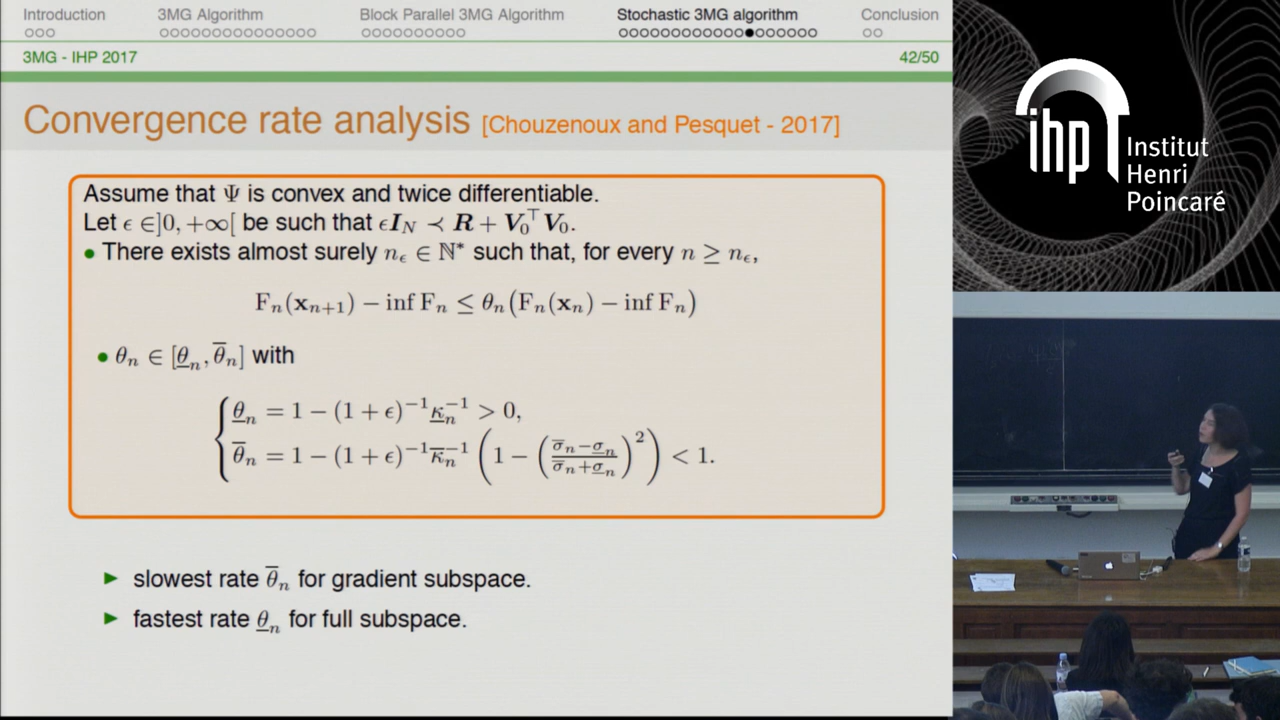 Introduction
3MG Algorithm
Block Parallel 3MG Algorithm
Stochastic 3MG algorithm
Conclusion
3MG - IHP 2017
42/50
Convergence rate analysis [Chouzenoux and Pesquet - 2017]
Assume that Ψ is convex and twice differentiable.
Let ϵ ∈]0, +∞[ be such that ϵI_N ≺ R + V_0^⊤ V_0.
• There exists almost surely n_ϵ ∈ ℕ* such that, for every n ≥ n_ϵ,
F_n(x_{n+1}) − inf F_n ≤ θ_n(F_n(x_n) − inf F_n)
• θ_n ∈ [θ̲_n, θ̅_n] with
θ̲_n = 1 − (1 + ϵ)^{−1} κ̲_n^{−1} > 0,
θ̅_n = 1 − (1 + ϵ)^{−1} κ̅_n^{−1} (1 − ((σ̅_n − σ̲_n)/(σ̅_n + σ̲_n))^2) < 1.
► slowest rate θ̅_n for gradient subspace.
► fastest rate θ̲_n for full subspace.
ihp
Institut
Henri
Poincaré